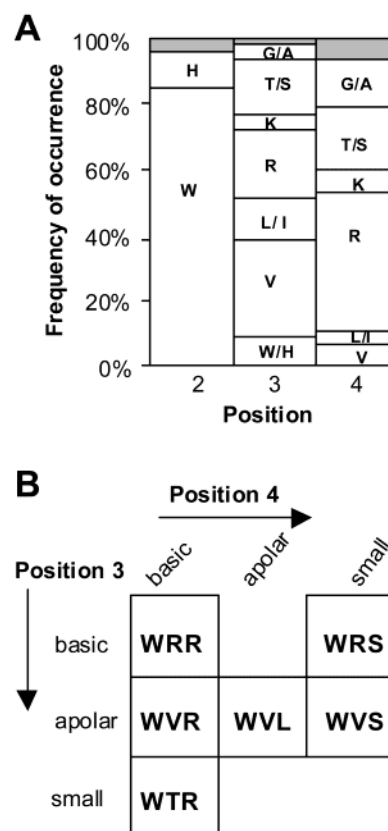 A
Frequency of occurrence
100%
80%
60%
40%
20%
0%
H
W
G/A
T/S
K
R
L/ I
V
W/H
G/A
T/S
K
R
L/I
V
2 3 4
Position
B
Position 4
Position 3
basic apolar small
basic WRR WRS
apolar WVR WVL WVS
small WTR